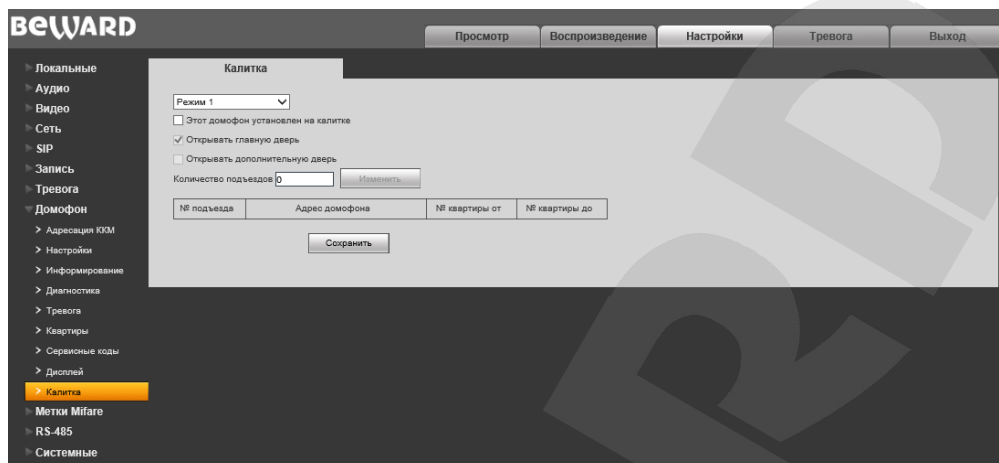 BEWARD
Просмотр
Воспроизведение
Настройки
Тревога
Выход
Локальные
Аудио
Видео
Сеть
SIP
Запись
Тревога
Домофон
Адресация ККМ
Настройки
Информирование
Диагностика
Тревога
Квартиры
Сервисные коды
Дисплей
Калитка
Метки Mifare
RS-485
Системные
Калитка
Режим 1
Этот домофон установлен на калитке
Открывать главную дверь
Открывать дополнительную дверь
Количество подъездов 0 Изменить
№ подъезда Адрес домофона № квартиры от № квартиры до
Сохранить